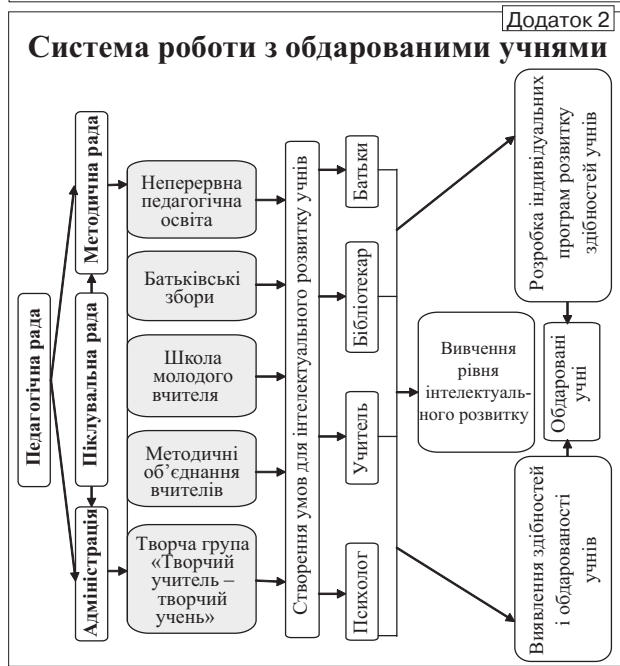 Додаток 2
Система роботи з обдарованими учнями
Педагогічна рада
Методична рада
Піклувальна рада
Адміністрація
Неперервна
педагогічна
освіта
Батьківські
збори
Школа
молодого
вчителя
Методичні
об’єднання
вчителів
Творча група
«Творчий
учитель –
творчий
учень»
Створення умов для інтелектуального розвитку учнів
Батьки
Бібліотекар
Учитель
Психолог
Вивчення
рівня
інтелектуаль-
ного розвитку
Розробка індивідуальних
програм розвитку
здібностей учнів
Обдаровані
учні
Виявлення здібностей
і обдарованості
учнів